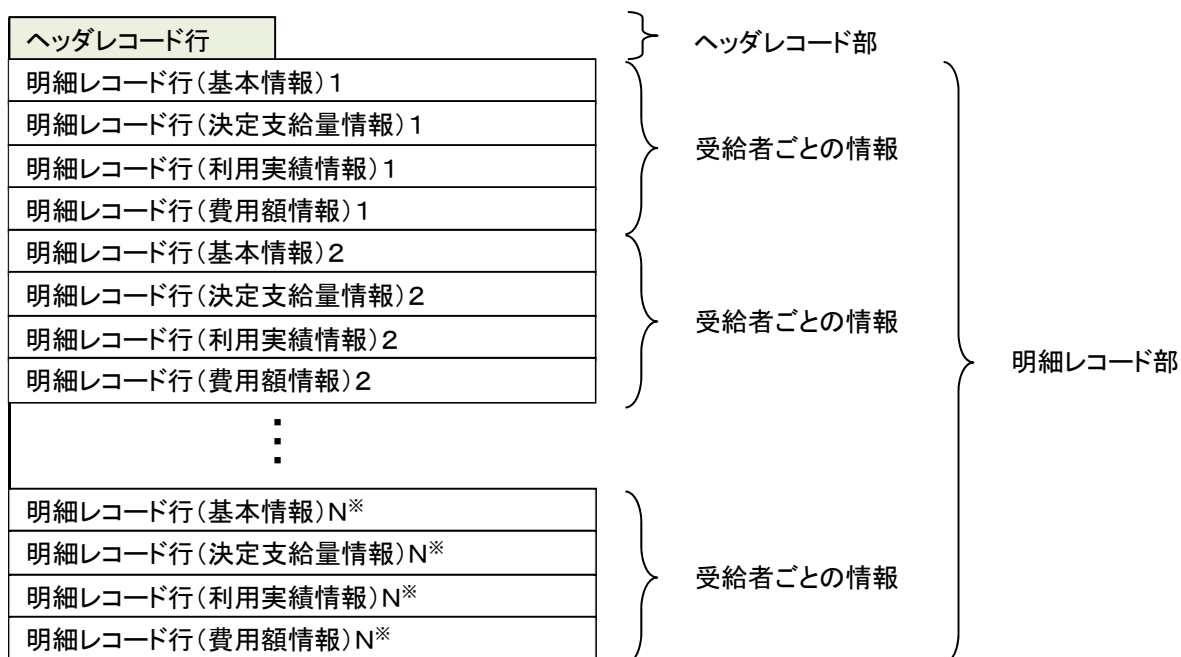 ヘッダレコード行
ヘッダレコード部
明細レコード行(基本情報)1
明細レコード行(決定支給量情報)1
受給者ごとの情報
明細レコード行(利用実績情報)1
明細レコード行(費用額情報)1
明細レコード行(基本情報)2
明細レコード行(決定支給量情報)2
受給者ごとの情報
明細レコード行(利用実績情報)2
明細レコード部
明細レコード行(費用額情報)2
明細レコード行(基本情報)N※
明細レコード行(決定支給量情報)N※
受給者ごとの情報
明細レコード行(利用実績情報)N※
明細レコード行(費用額情報)N※